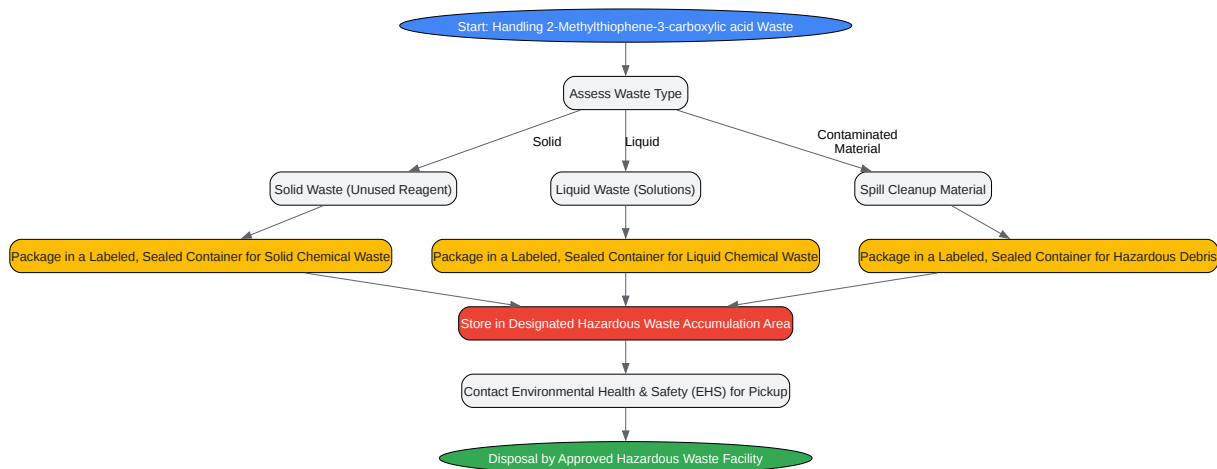 Start: Handling 2-Methylthiophene-3-carboxylic acid Waste
Assess Waste Type
Solid
Liquid
Contaminated
Material
Solid Waste (Unused Reagent)
Liquid Waste (Solutions)
Spill Cleanup Material
Package in a Labeled, Sealed Container for Solid Chemical Waste
Package in a Labeled, Sealed Container for Liquid Chemical Waste
Package in a Labeled, Sealed Container for Hazardous Debris
Store in Designated Hazardous Waste Accumulation Area
Contact Environmental Health & Safety (EHS) for Pickup
Disposal by Approved Hazardous Waste Facility